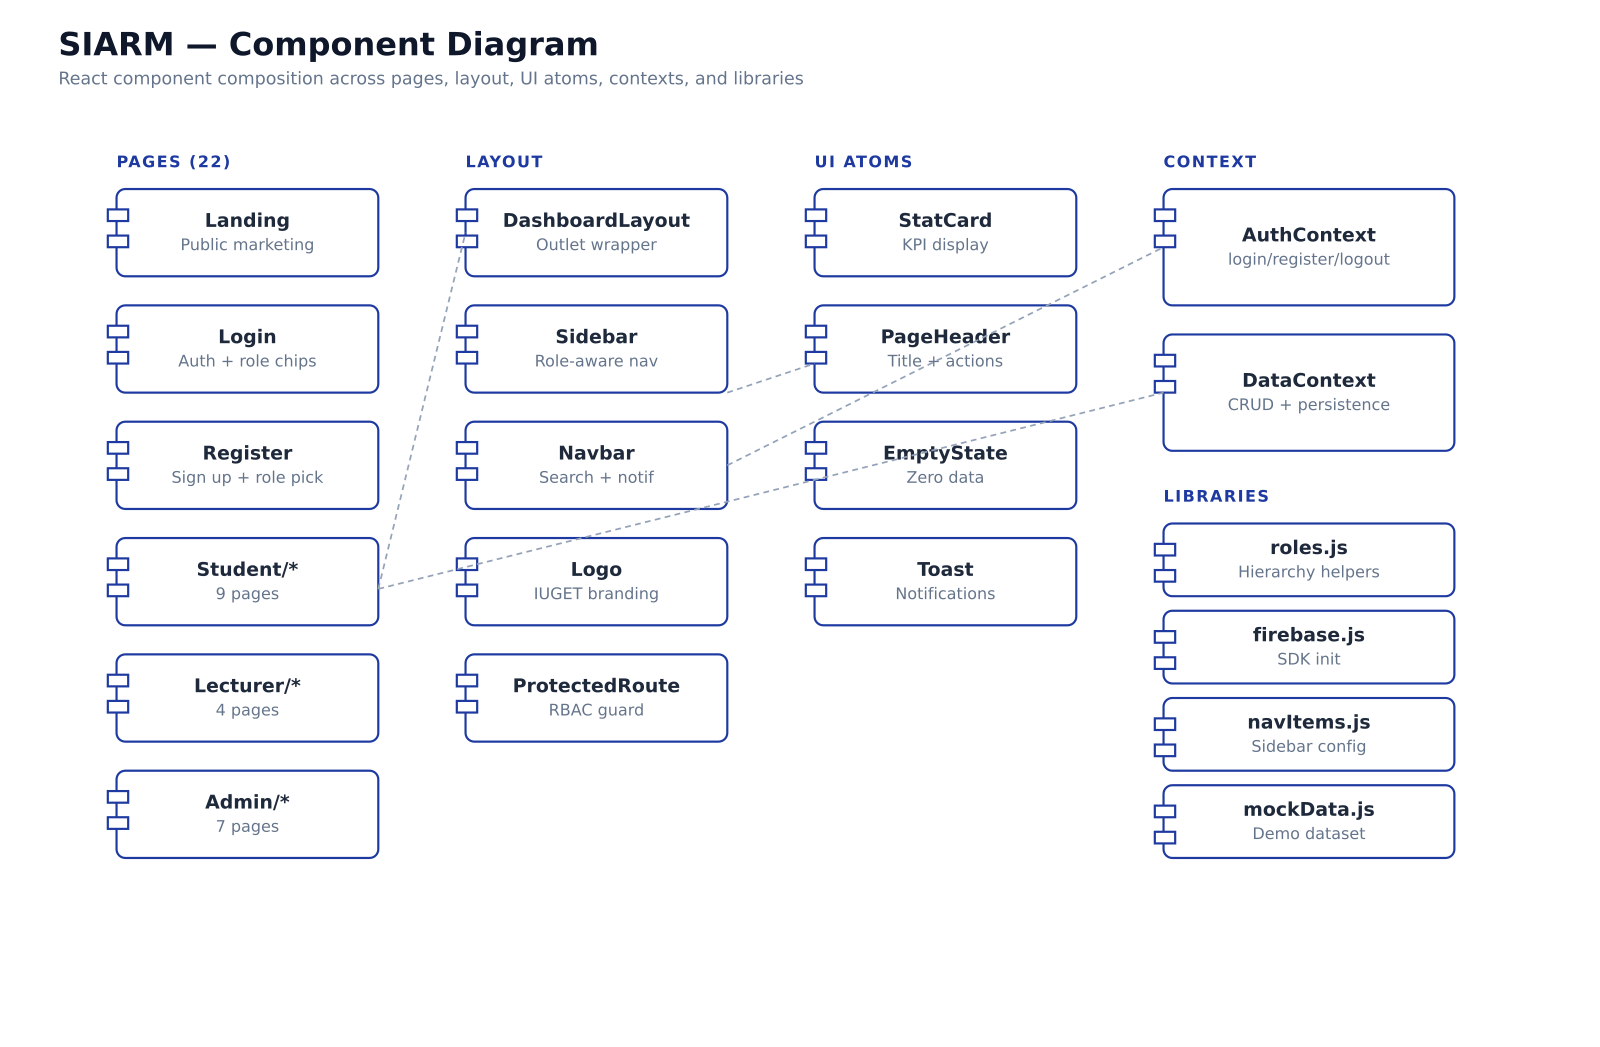 SIARM — Component Diagram
React component composition across pages, layout, UI atoms, contexts, and libraries
PAGES (22)
Landing
Public marketing
Login
Auth + role chips
Register
Sign up + role pick
Student/*
9 pages
Lecturer/*
4 pages
Admin/*
7 pages
LAYOUT
DashboardLayout
Outlet wrapper
Sidebar
Role-aware nav
Navbar
Search + notif
Logo
IUGET branding
ProtectedRoute
RBAC guard
UI ATOMS
StatCard
KPI display
PageHeader
Title + actions
EmptyState
Zero data
Toast
Notifications
CONTEXT
AuthContext
login/register/logout
DataContext
CRUD + persistence
LIBRARIES
roles.js
Hierarchy helpers
firebase.js
SDK init
navItems.js
Sidebar config
mockData.js
Demo dataset